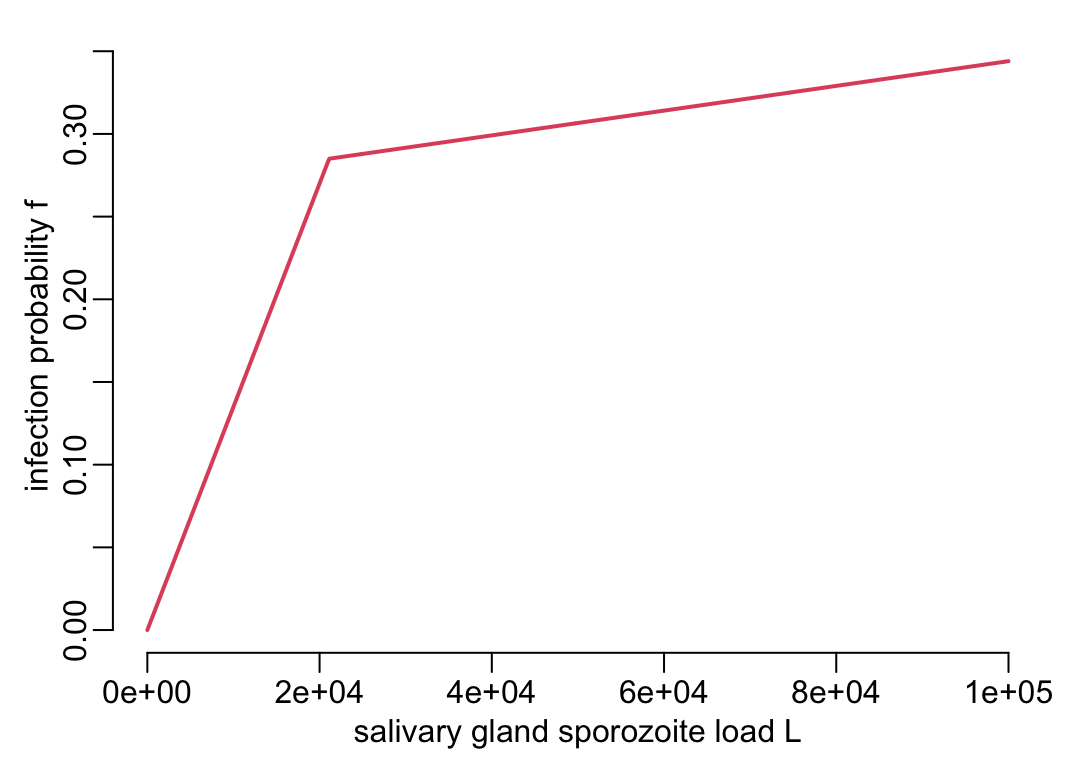 infection probability f
0.30
0.20
0.10
0.00
0e+00 2e+04 4e+04 6e+04 8e+04 1e+05
salivary gland sporozoite load L